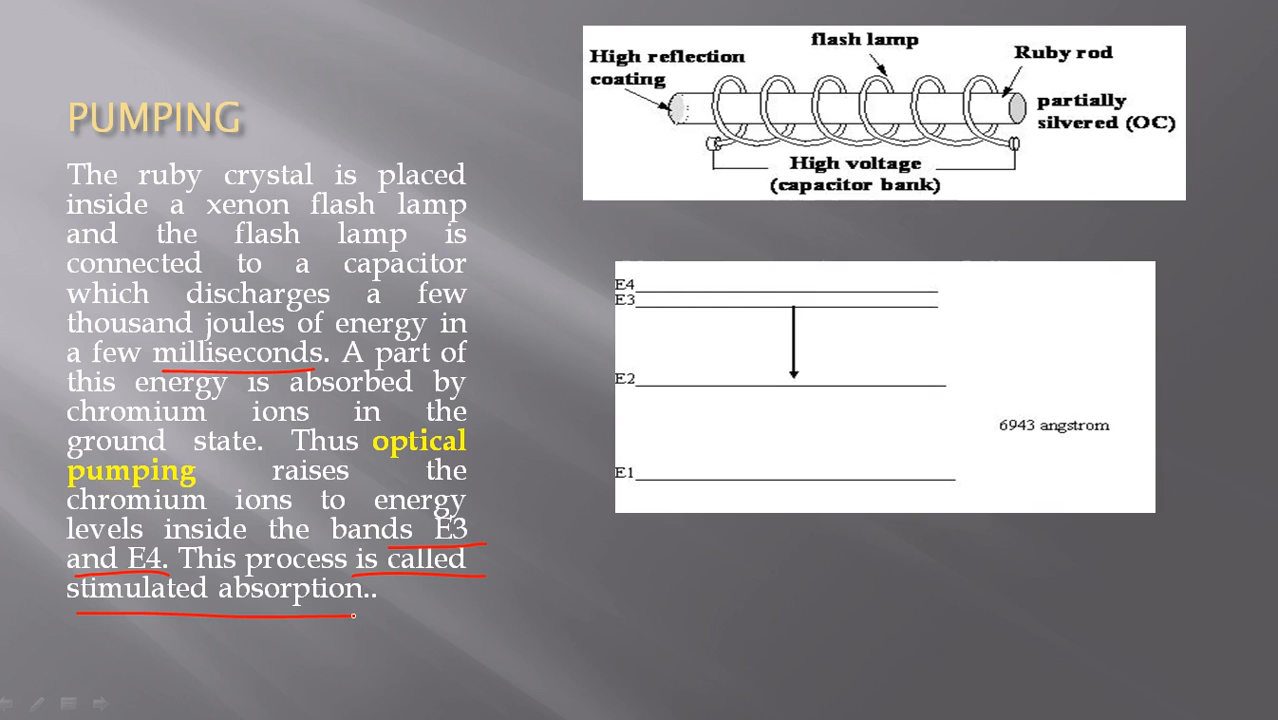 PUMPING
The ruby crystal is placed
inside a xenon flash lamp
and the flash lamp is
connected to a capacitor
which discharges a few
thousand joules of energy in
a few milliseconds. A part of
this energy is absorbed by
chromium ions in the
ground state. Thus optical
pumping raises the
chromium ions to energy
levels inside the bands E3
and E4. This process is called
stimulated absorption..
flash lamp
High reflection
coating
Ruby rod
partially
silvered (OC)
High voltage
(capacitor bank)
E4
E3
E2
6943 angstrom
E1